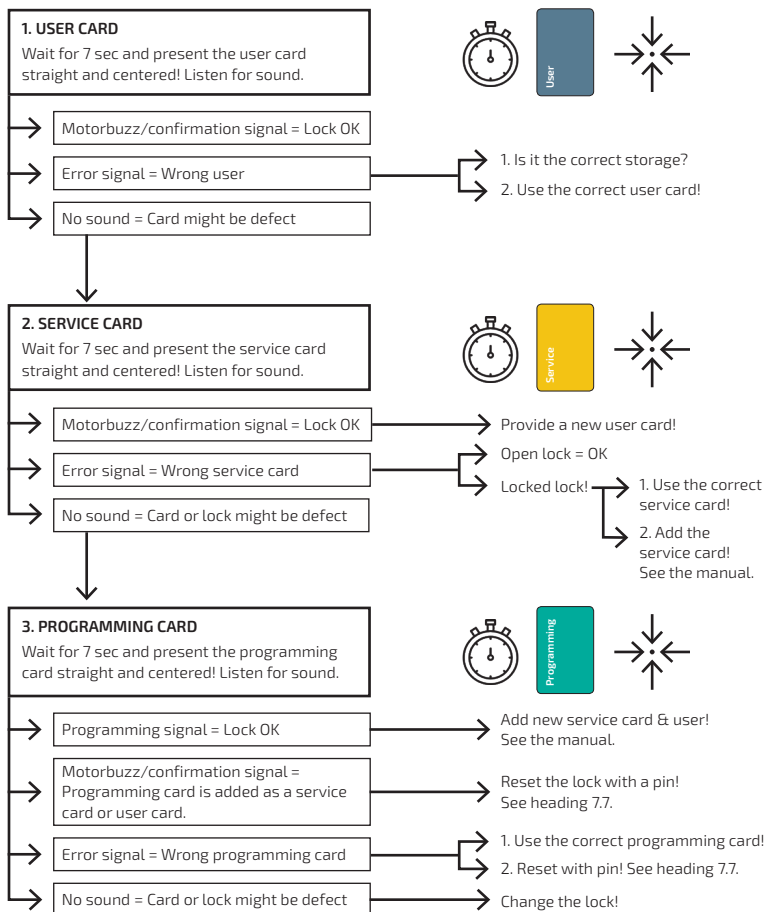 1. USER CARD
Wait for 7 sec and present the user card
straight and centered! Listen for sound.
User
Motorbuzz/confirmation signal = Lock OK
Error signal = Wrong user
1. Is it the correct storage?
2. Use the correct user card!
No sound = Card might be defect
2. SERVICE CARD
Wait for 7 sec and present the service card
straight and centered! Listen for sound.
Service
Motorbuzz/confirmation signal = Lock OK
Provide a new user card!
Error signal = Wrong service card
Open lock = OK
Locked lock!
1. Use the correct
service card!
2. Add the
service card!
See the manual.
No sound = Card or lock might be defect
3. PROGRAMMING CARD
Wait for 7 sec and present the programming
card straight and centered! Listen for sound.
Programming
Programming signal = Lock OK
Add new service card & user!
See the manual.
Motorbuzz/confirmation signal =
Programming card is added as a service
card or user card.
Reset the lock with a pin!
See heading 7.7.
Error signal = Wrong programming card
1. Use the correct programming card!
2. Reset with pin! See heading 7.7.
No sound = Card or lock might be defect
Change the lock!